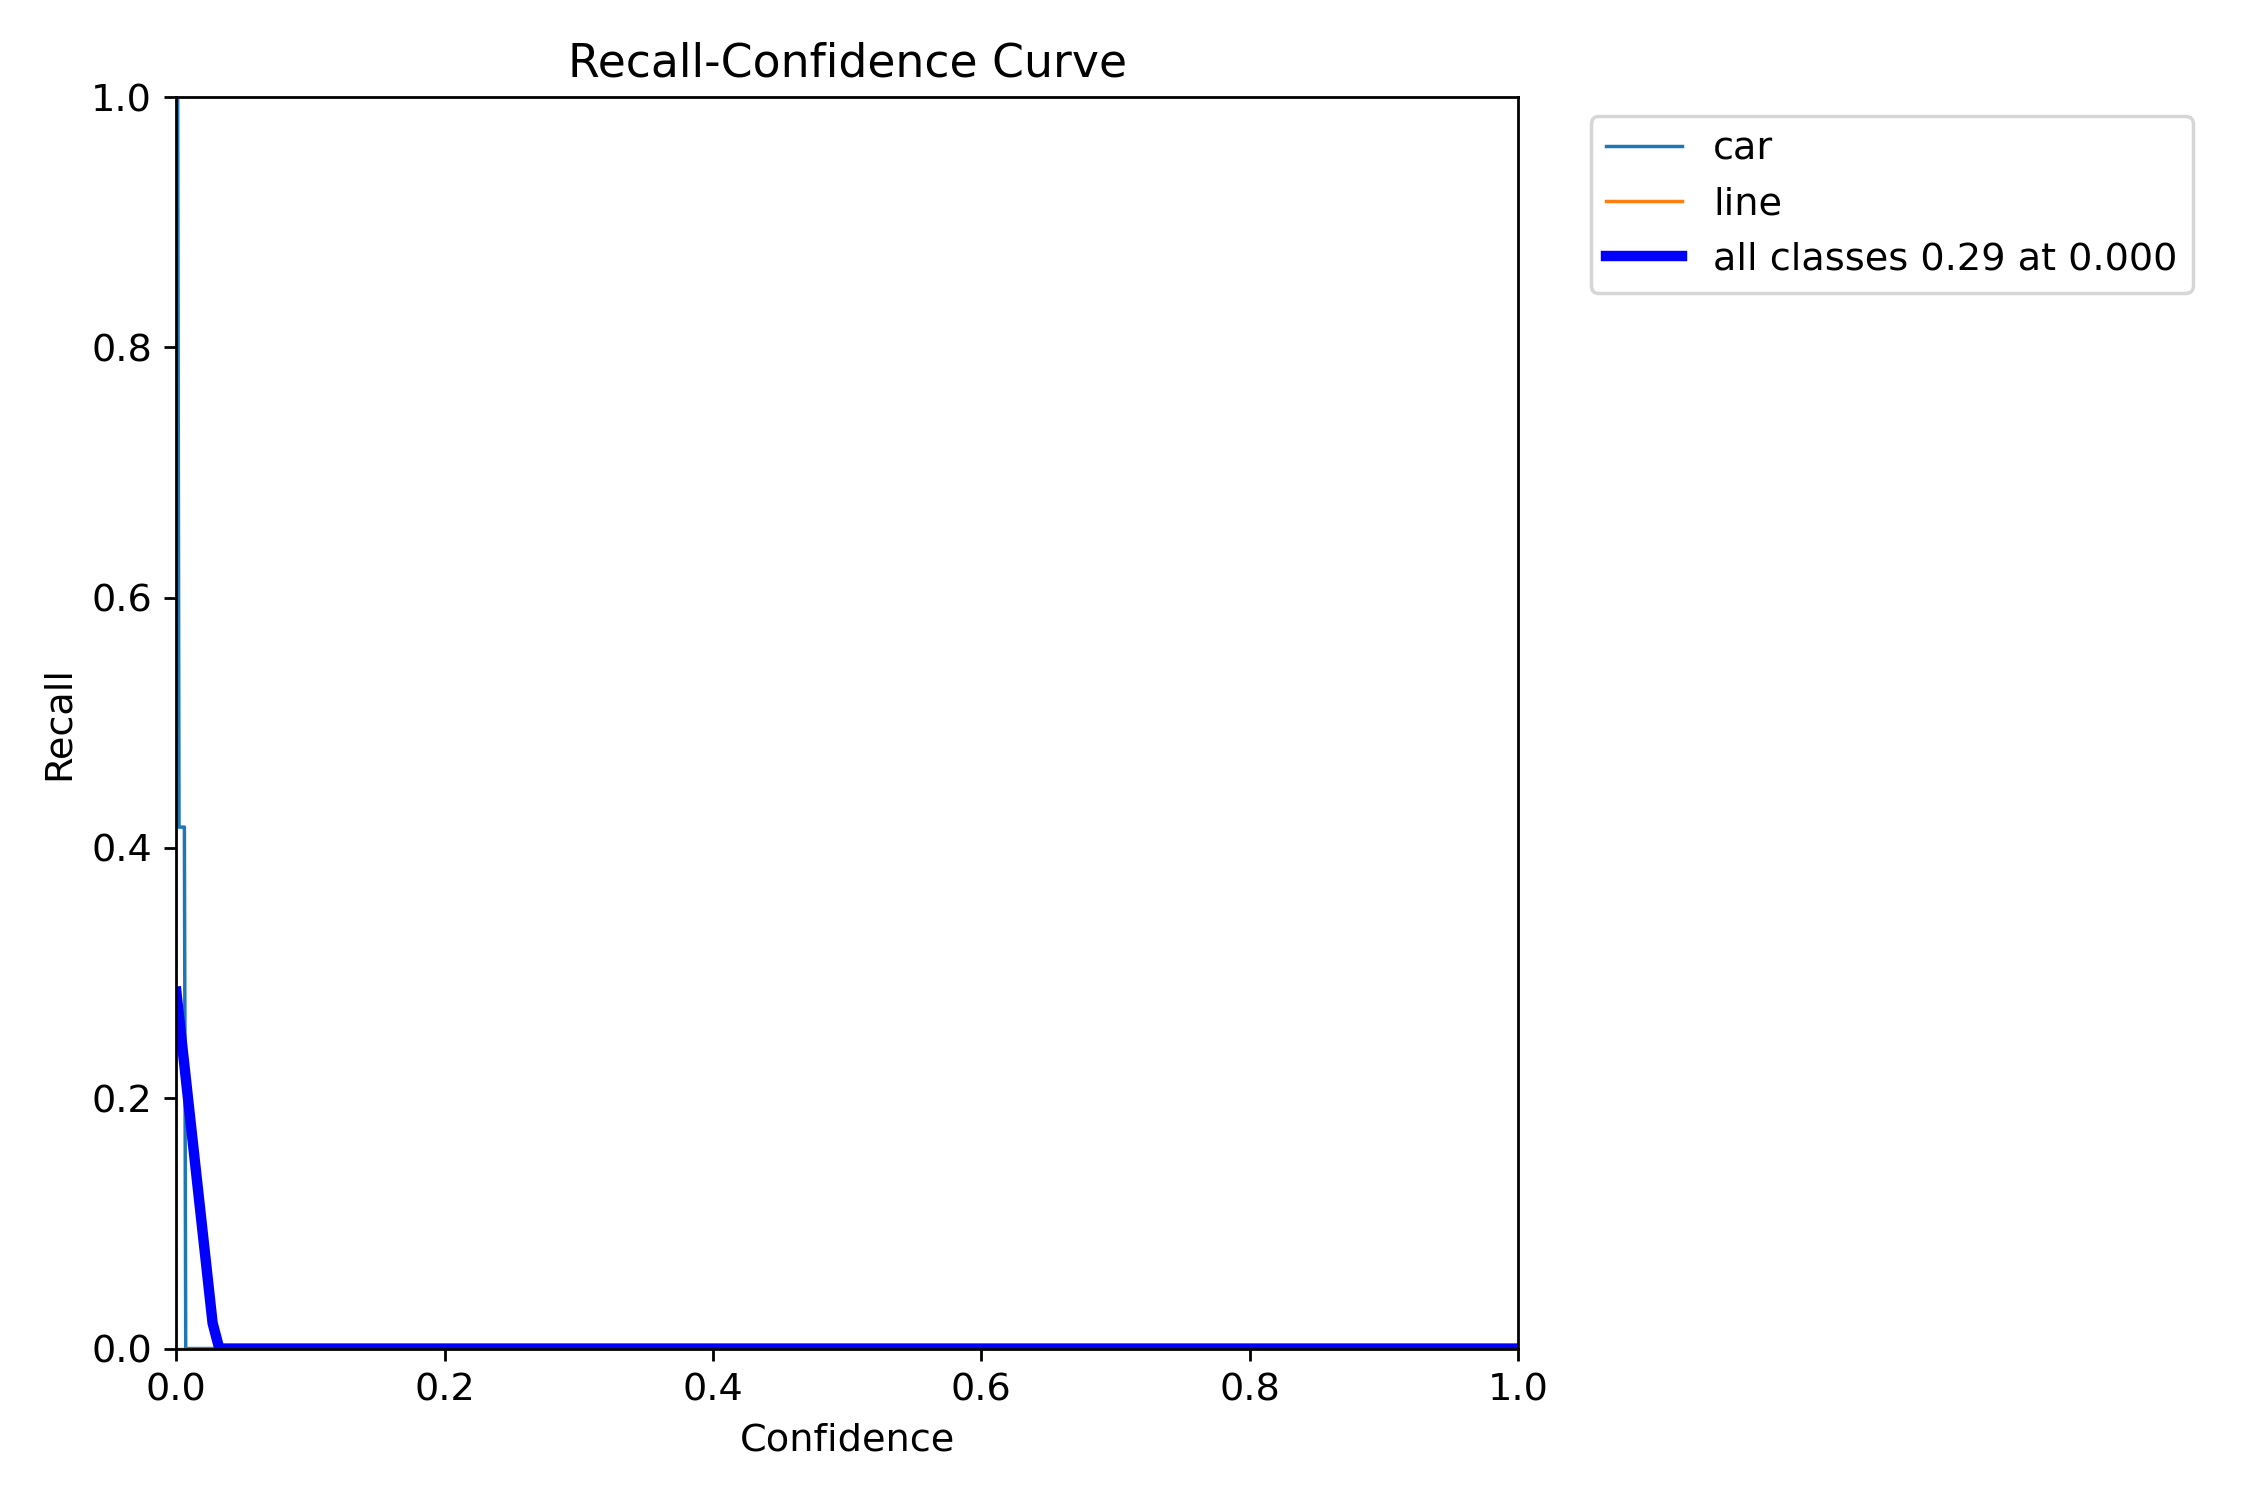 Recall-Confidence Curve
1.0
0.8
0.6
0.4
0.2
0.0
Recall
0.0 0.2 0.4 0.6 0.8 1.0
Confidence
car
line
all classes 0.29 at 0.000